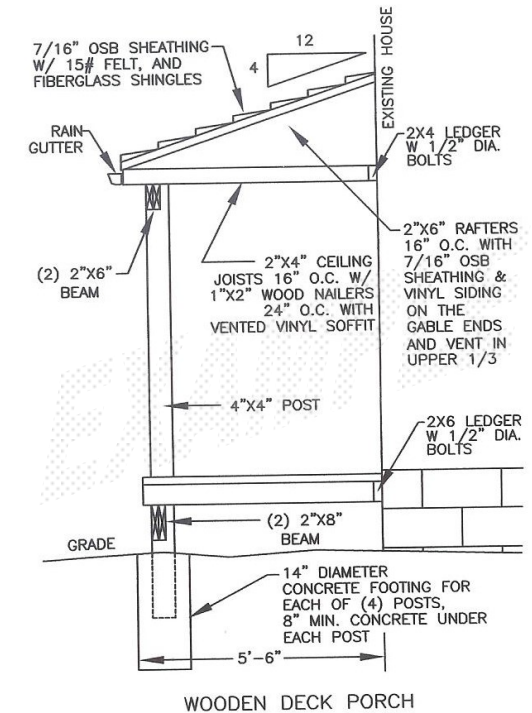 12
4
7/16" OSB SHEATHING
W/ 15# FELT, AND
FIBERGLASS SHINGLES
EXISTING HOUSE
RAIN
GUTTER
2X4 LEDGER
W 1/2" DIA.
BOLTS
(2) 2"X6"
BEAM
2"X4" CEILING
JOISTS 16" O.C. W/
1"X2" WOOD NAILERS
24" O.C. WITH
VENTED VINYL SOFFIT
2"X6" RAFTERS
16" O.C. WITH
7/16" OSB
SHEATHING &
VINYL SIDING
ON THE
GABLE ENDS
AND VENT IN
UPPER 1/3
4"X4" POST
2X6 LEDGER
W 1/2" DIA.
BOLTS
(2) 2"X8"
BEAM
GRADE
14" DIAMETER
CONCRETE FOOTING FOR
EACH OF (4) POSTS,
8" MIN. CONCRETE UNDER
EACH POST
5'-6"
WOODEN DECK PORCH